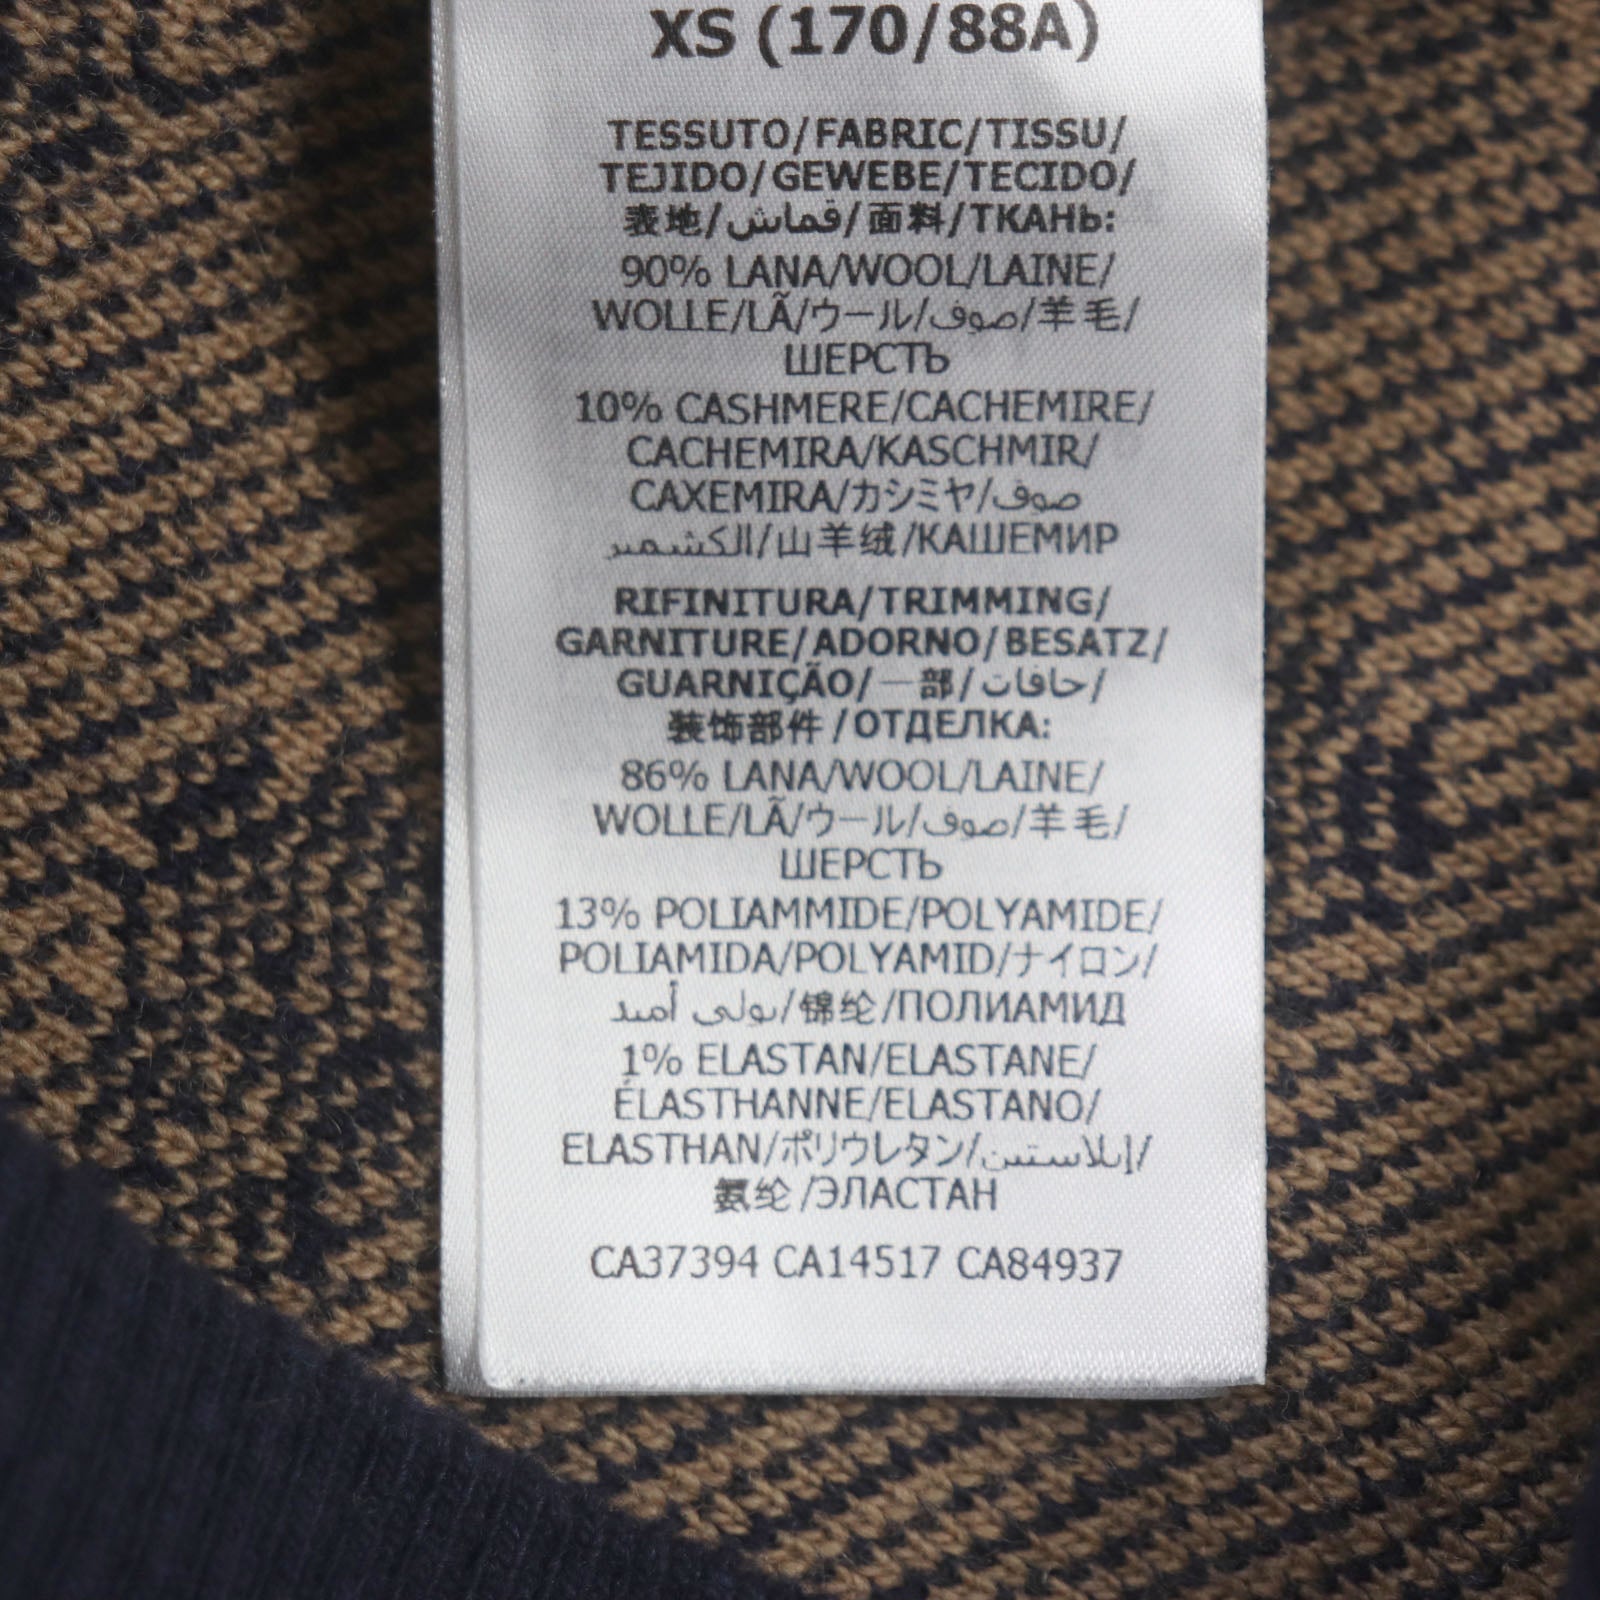 XS (170/88A)
TESSUTO/FABRIC/TISSU/
TEJIDO/GEWEBE/TECIDO/
表地/قماش/面料/ТКАНЬ:
90% LANA/WOOL/LAINE/
WOLLE/LÃ/ウール/صوف/羊毛/
ШЕРСТЬ
10% CASHMERE/CACHEMIRE/
CACHEMIRA/KASCHMIR/
CAXEMIRA/カシミヤ/صوف
الكشمير/山羊绒/КАШЕМИР
RIFINITURA/TRIMMING/
GARNITURE/ADORNO/BESATZ/
GUARNIÇÃO/一部/حافات/
装饰部件/ОТДЕЛКА:
86% LANA/WOOL/LAINE/
WOLLE/LÃ/ウール/صوف/羊毛/
ШЕРСТЬ
13% POLIAMMIDE/POLYAMIDE/
POLIAMIDA/POLYAMID/ナイロン/
بولي أميد/锦纶/ПОЛИАМИД
1% ELASTAN/ELASTANE/
ÉLASTHANNE/ELASTANO/
ELASTHAN/ポリウレタン/إيلاستين/
氨纶/ЭЛАСТАН
CA37394 CA14517 CA84937